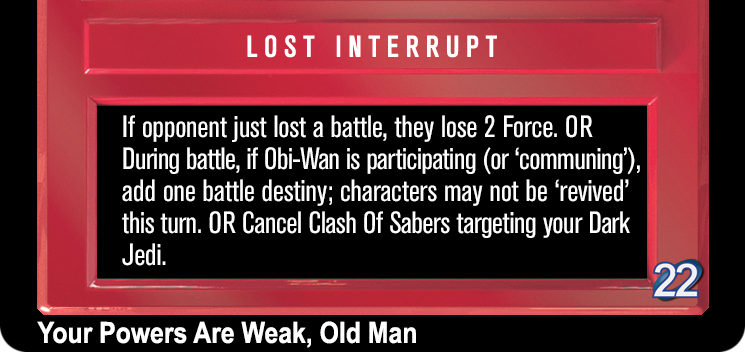 LOST INTERRUPT
If opponent just lost a battle, they lose 2 Force. OR
During battle, if Obi-Wan is participating (or ‘communing’),
add one battle destiny; characters may not be ‘revived’
this turn. OR Cancel Clash Of Sabers targeting your Dark
Jedi.
22
Your Powers Are Weak, Old Man